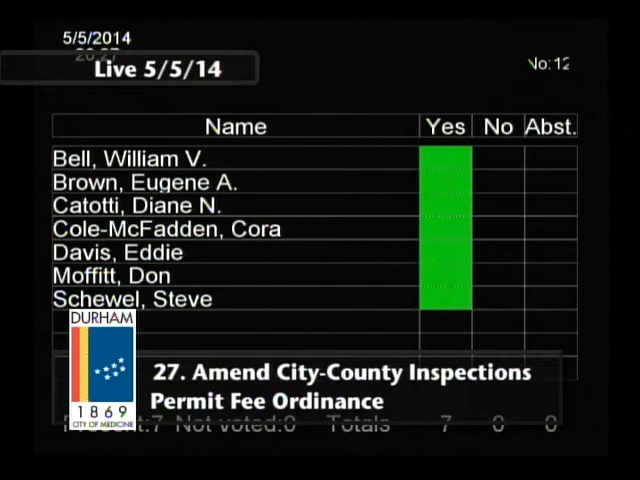 5/5/2014
Live 5/5/14
No:12
Name Yes No Abst.
Bell, William V.
Brown, Eugene A.
Catotti, Diane N.
Cole-McFadden, Cora
Davis, Eddie
Moffitt, Don
Schewel, Steve
DURHAM
1869
CITY OF MEDICINE
27. Amend City-County Inspections
Permit Fee Ordinance
Present:7 Not voted:0 Totals 7 0 0